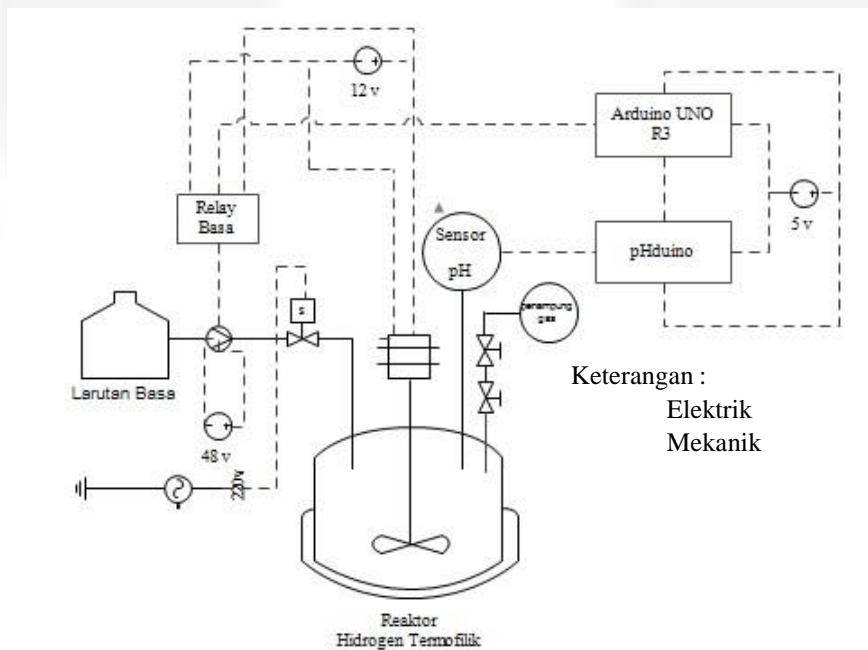 12 v
Arduino UNO
R3
Relay
Basa
Sensor
pH
pHduino
5 v
s
penampung
gas
Larutan Basa
Keterangan :
Elektrik
Mekanik
48 v
220v
Reaktor
Hidrogen Termofilik